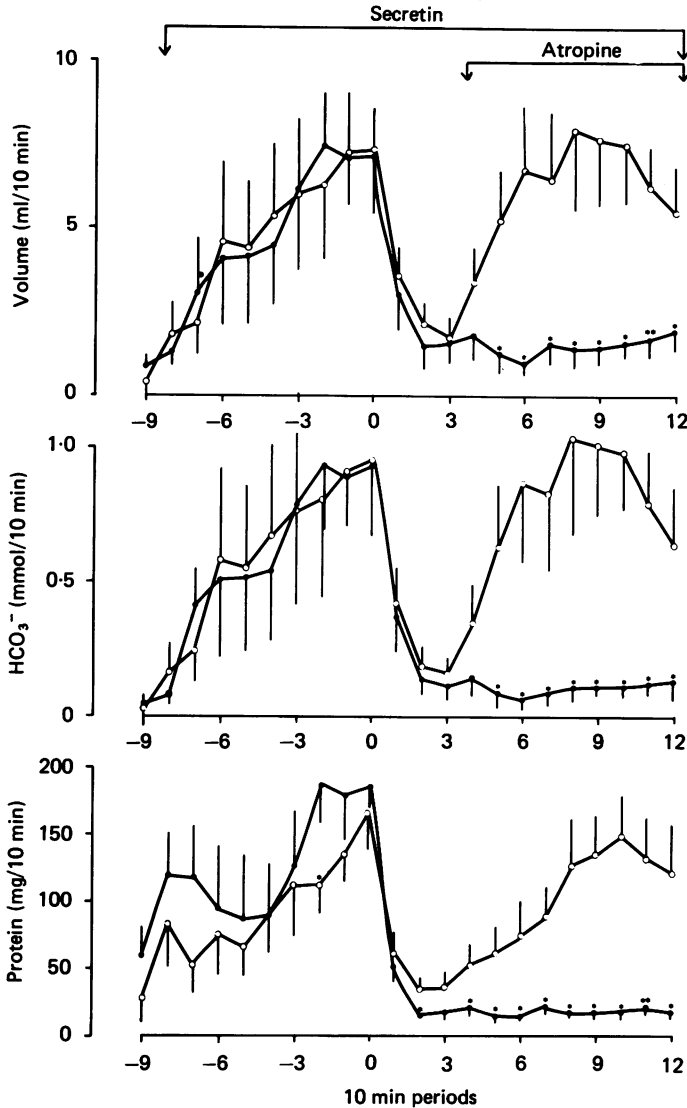 Secretin
Atropine
10
5
0
Volume (ml/10 min)
−9 −6 −3 0 3 6 9 12
1·0
0·5
0
HCO₃⁻ (mmol/10 min)
−9 −6 −3 0 3 6 9 12
200
150
100
50
0
Protein (mg/10 min)
−9 −6 −3 0 3 6 9 12
10 min periods